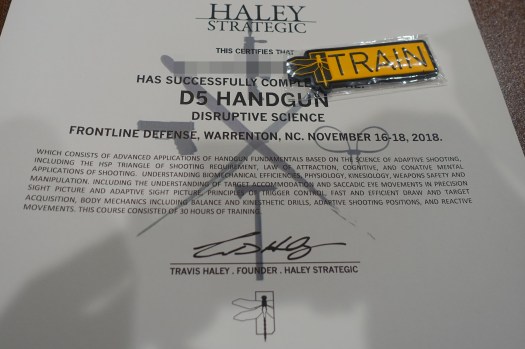 HALEY
STRATEGIC
THIS CERTIFIES THAT
TRAIN
HAS SUCCESSFULLY
D5 HANDGUN
DISRUPTIVE SCIENCE
FRONTLINE DEFENSE, WARRENTON, NC. NOVEMBER 16-18, 2018.
WHICH CONSISTS OF ADVANCED APPLICATIONS OF HANDGUN FUNDAMENTALS BASED ON THE SCIENCE OF ADAPTIVE SHOOTING,
INCLUDING THE HSP TRIANGLE OF SHOOTING REQUIREMENT, LAW OF ATTRACTION, COGNITIVE, AND CONATIVE MENTAL
APPLICATIONS OF SHOOTING. UNDERSTANDING BIOMECHANICAL EFFICIENCIES, PHYSIOLOGY, KINESIOLOGY, WEAPONS SAFETY AND
MANIPULATION. INCLUDING THE UNDERSTANDING OF TARGET ACCOMMODATION AND SACCADIC EYE MOVEMENTS IN PRECISION
SIGHT PICTURE AND ADAPTIVE SIGHT PICTURE, PRINCIPLES OF TRIGGER CONTROL, FAST AND EFFICIENT DRAW AND TARGET
ACQUISITION, BODY MECHANICS INCLUDING BALANCE AND KINESTHETIC DRILLS, ADAPTIVE SHOOTING POSITIONS, AND REACTIVE
MOVEMENTS. THIS COURSE CONSISTED OF 30 HOURS OF TRAINING.
TRAVIS HALEY . FOUNDER . HALEY STRATEGIC